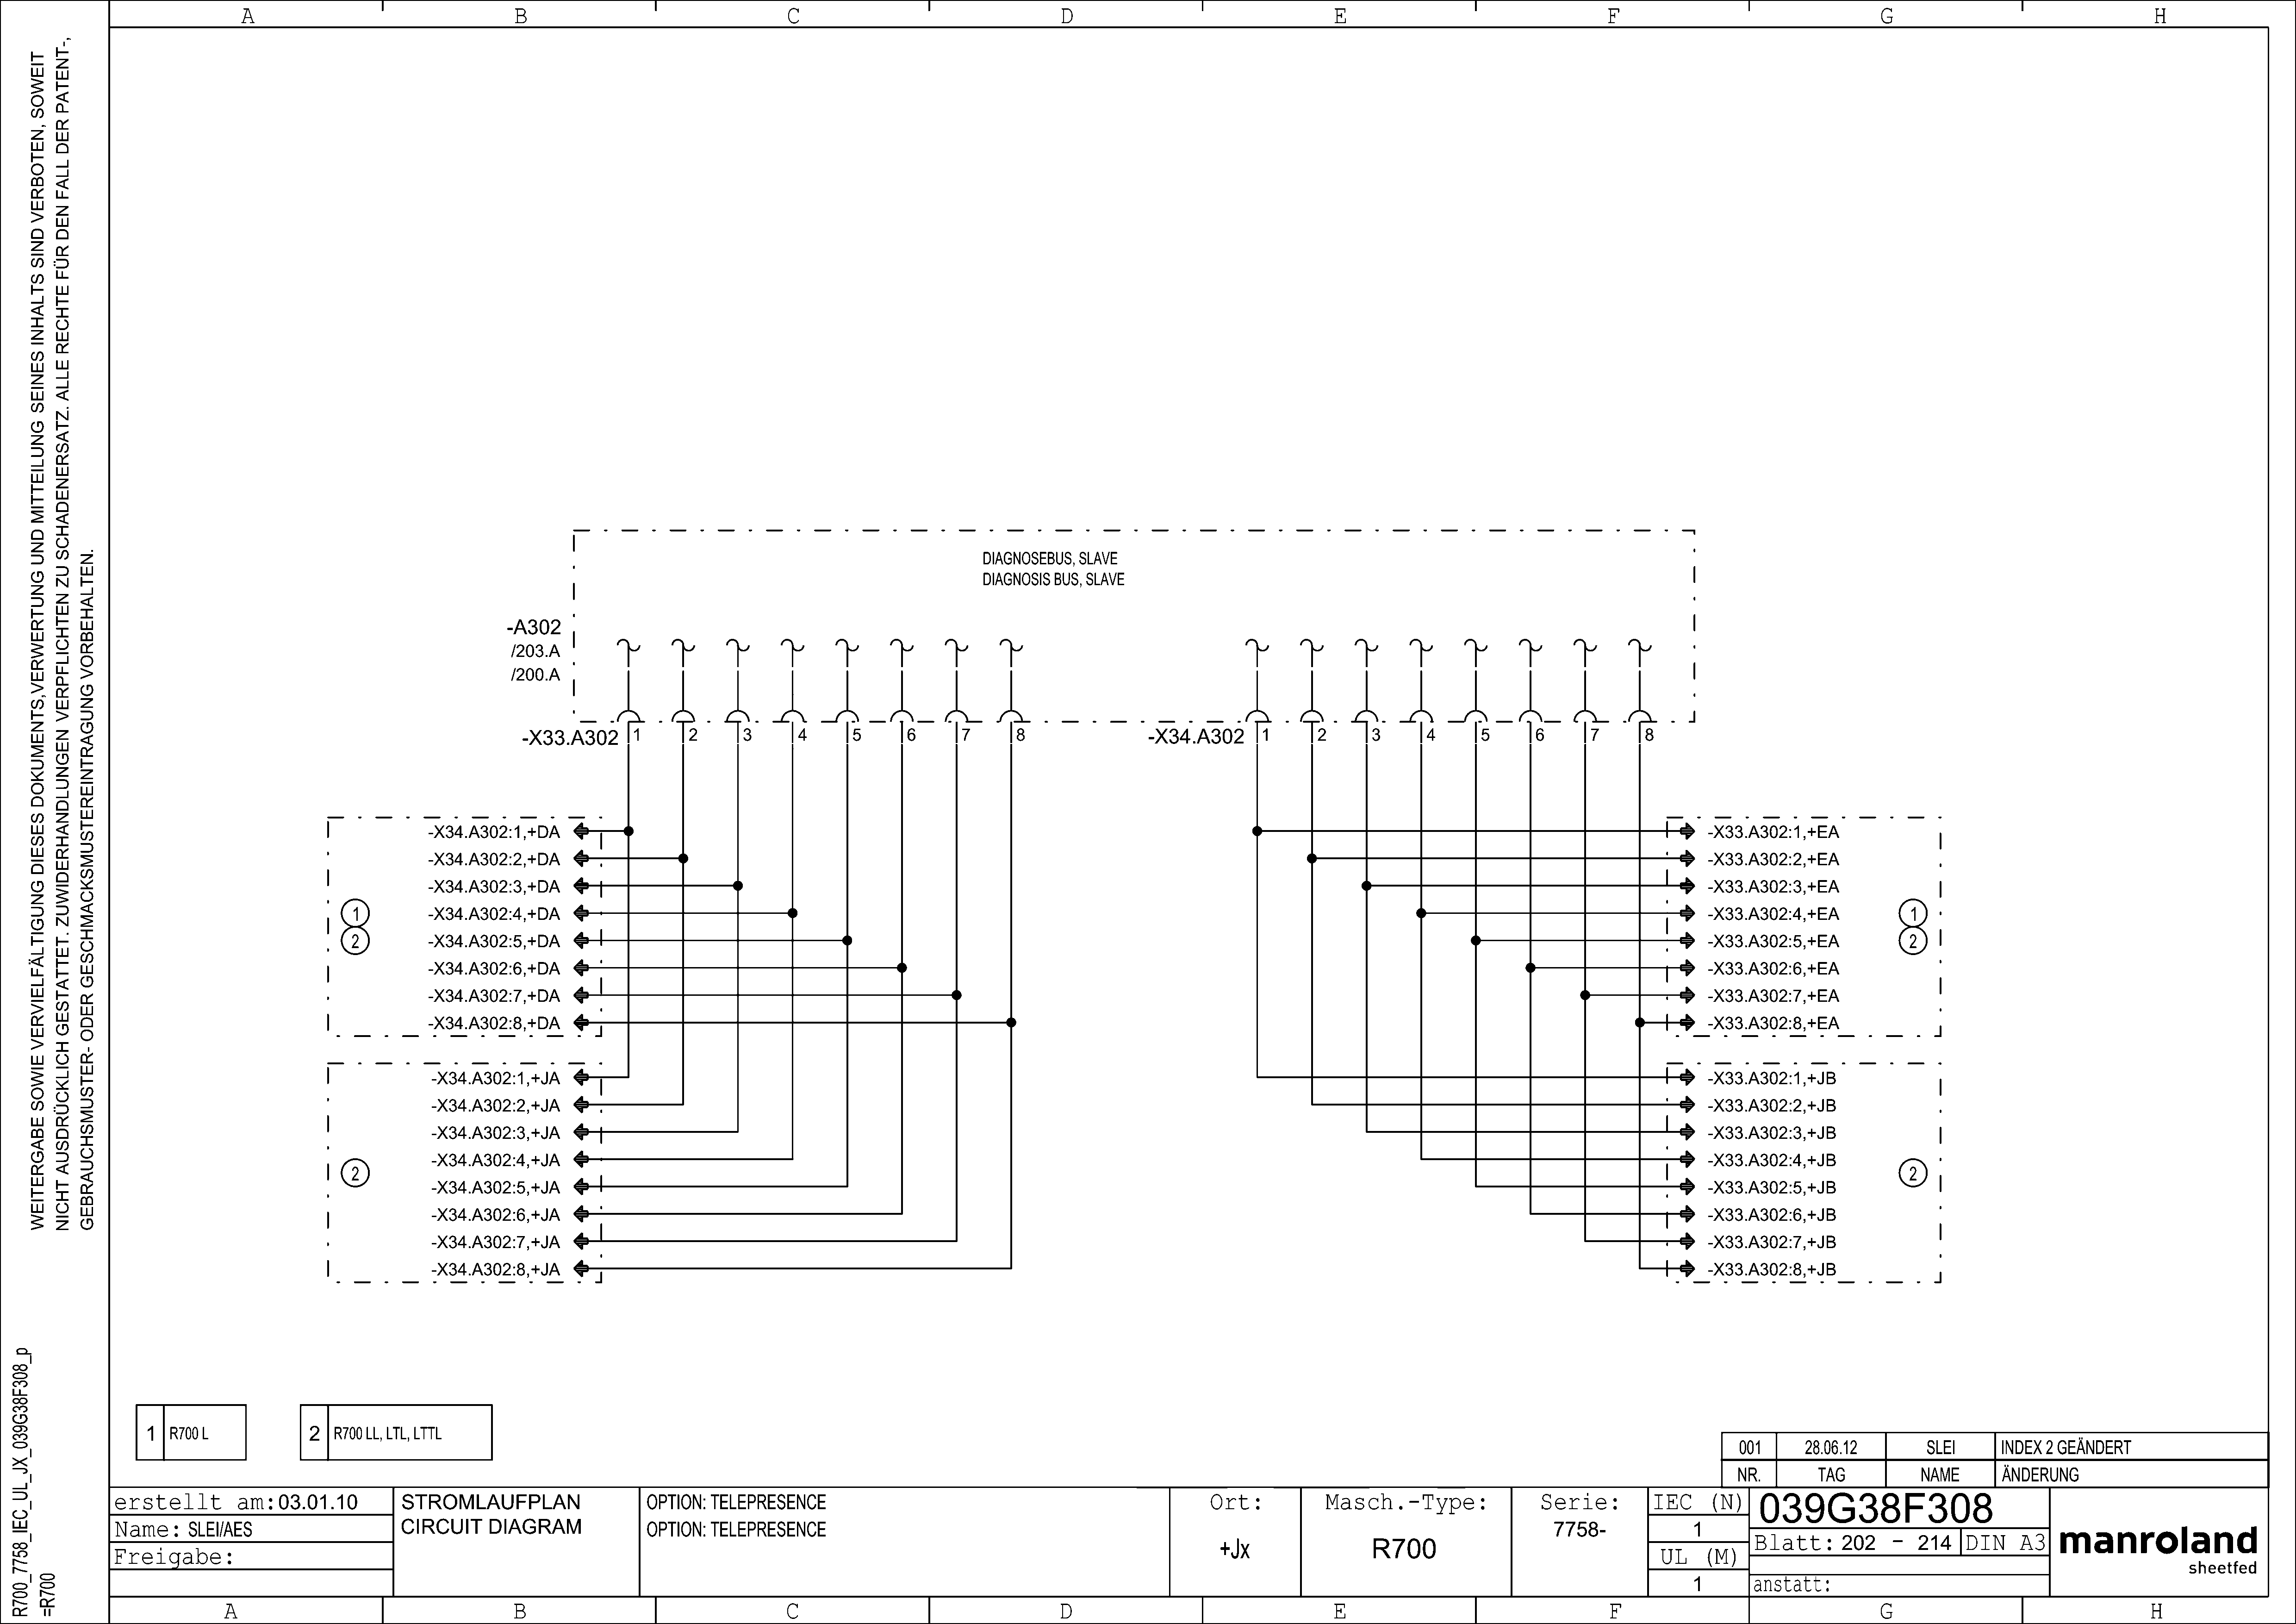 A B C D E F G H
WEITERGABE SOWIE VERVIELFÄLTIGUNG DIESES DOKUMENTS,VERWERTUNG UND MITTEILUNG SEINES INHALTS SIND VERBOTEN, SOWEIT
NICHT AUSDRÜCKLICH GESTATTET. ZUWIDERHANDLUNGEN VERPFLICHTEN ZU SCHADENERSATZ. ALLE RECHTE FÜR DEN FALL DER PATENT-,
GEBRAUCHSMUSTER- ODER GESCHMACKSMUSTEREINTRAGUNG VORBEHALTEN.
R700_7758_IEC_UL_JX_039G38F308_p
=R700
DIAGNOSEBUS, SLAVE
DIAGNOSIS BUS, SLAVE
-A302
/203.A
/200.A
-X33.A302 1 2 3 4 5 6 7 8
-X34.A302 1 2 3 4 5 6 7 8
-X34.A302:1,+DA
-X34.A302:2,+DA
-X34.A302:3,+DA
1 -X34.A302:4,+DA
2 -X34.A302:5,+DA
-X34.A302:6,+DA
-X34.A302:7,+DA
-X34.A302:8,+DA
-X33.A302:1,+EA
-X33.A302:2,+EA
-X33.A302:3,+EA
-X33.A302:4,+EA 1
-X33.A302:5,+EA 2
-X33.A302:6,+EA
-X33.A302:7,+EA
-X33.A302:8,+EA
-X34.A302:1,+JA
-X34.A302:2,+JA
-X34.A302:3,+JA
-X34.A302:4,+JA
2
-X34.A302:5,+JA
-X34.A302:6,+JA
-X34.A302:7,+JA
-X34.A302:8,+JA
-X33.A302:1,+JB
-X33.A302:2,+JB
-X33.A302:3,+JB
-X33.A302:4,+JB
2
-X33.A302:5,+JB
-X33.A302:6,+JB
-X33.A302:7,+JB
-X33.A302:8,+JB
1 R700 L
2 R700 LL, LTL, LTTL
001 28.06.12 SLEI INDEX 2 GEÄNDERT
NR. TAG NAME ÄNDERUNG
erstellt am:03.01.10
Name: SLEI/AES
Freigabe:
STROMLAUFPLAN
CIRCUIT DIAGRAM
OPTION: TELEPRESENCE
OPTION: TELEPRESENCE
Ort:
+Jx
Masch.-Type:
R700
Serie:
7758-
IEC (N)
1
UL (M)
1
039G38F308
Blatt: 202 - 214 DIN A3
anstatt:
manroland
sheetfed
A B C D E F G H